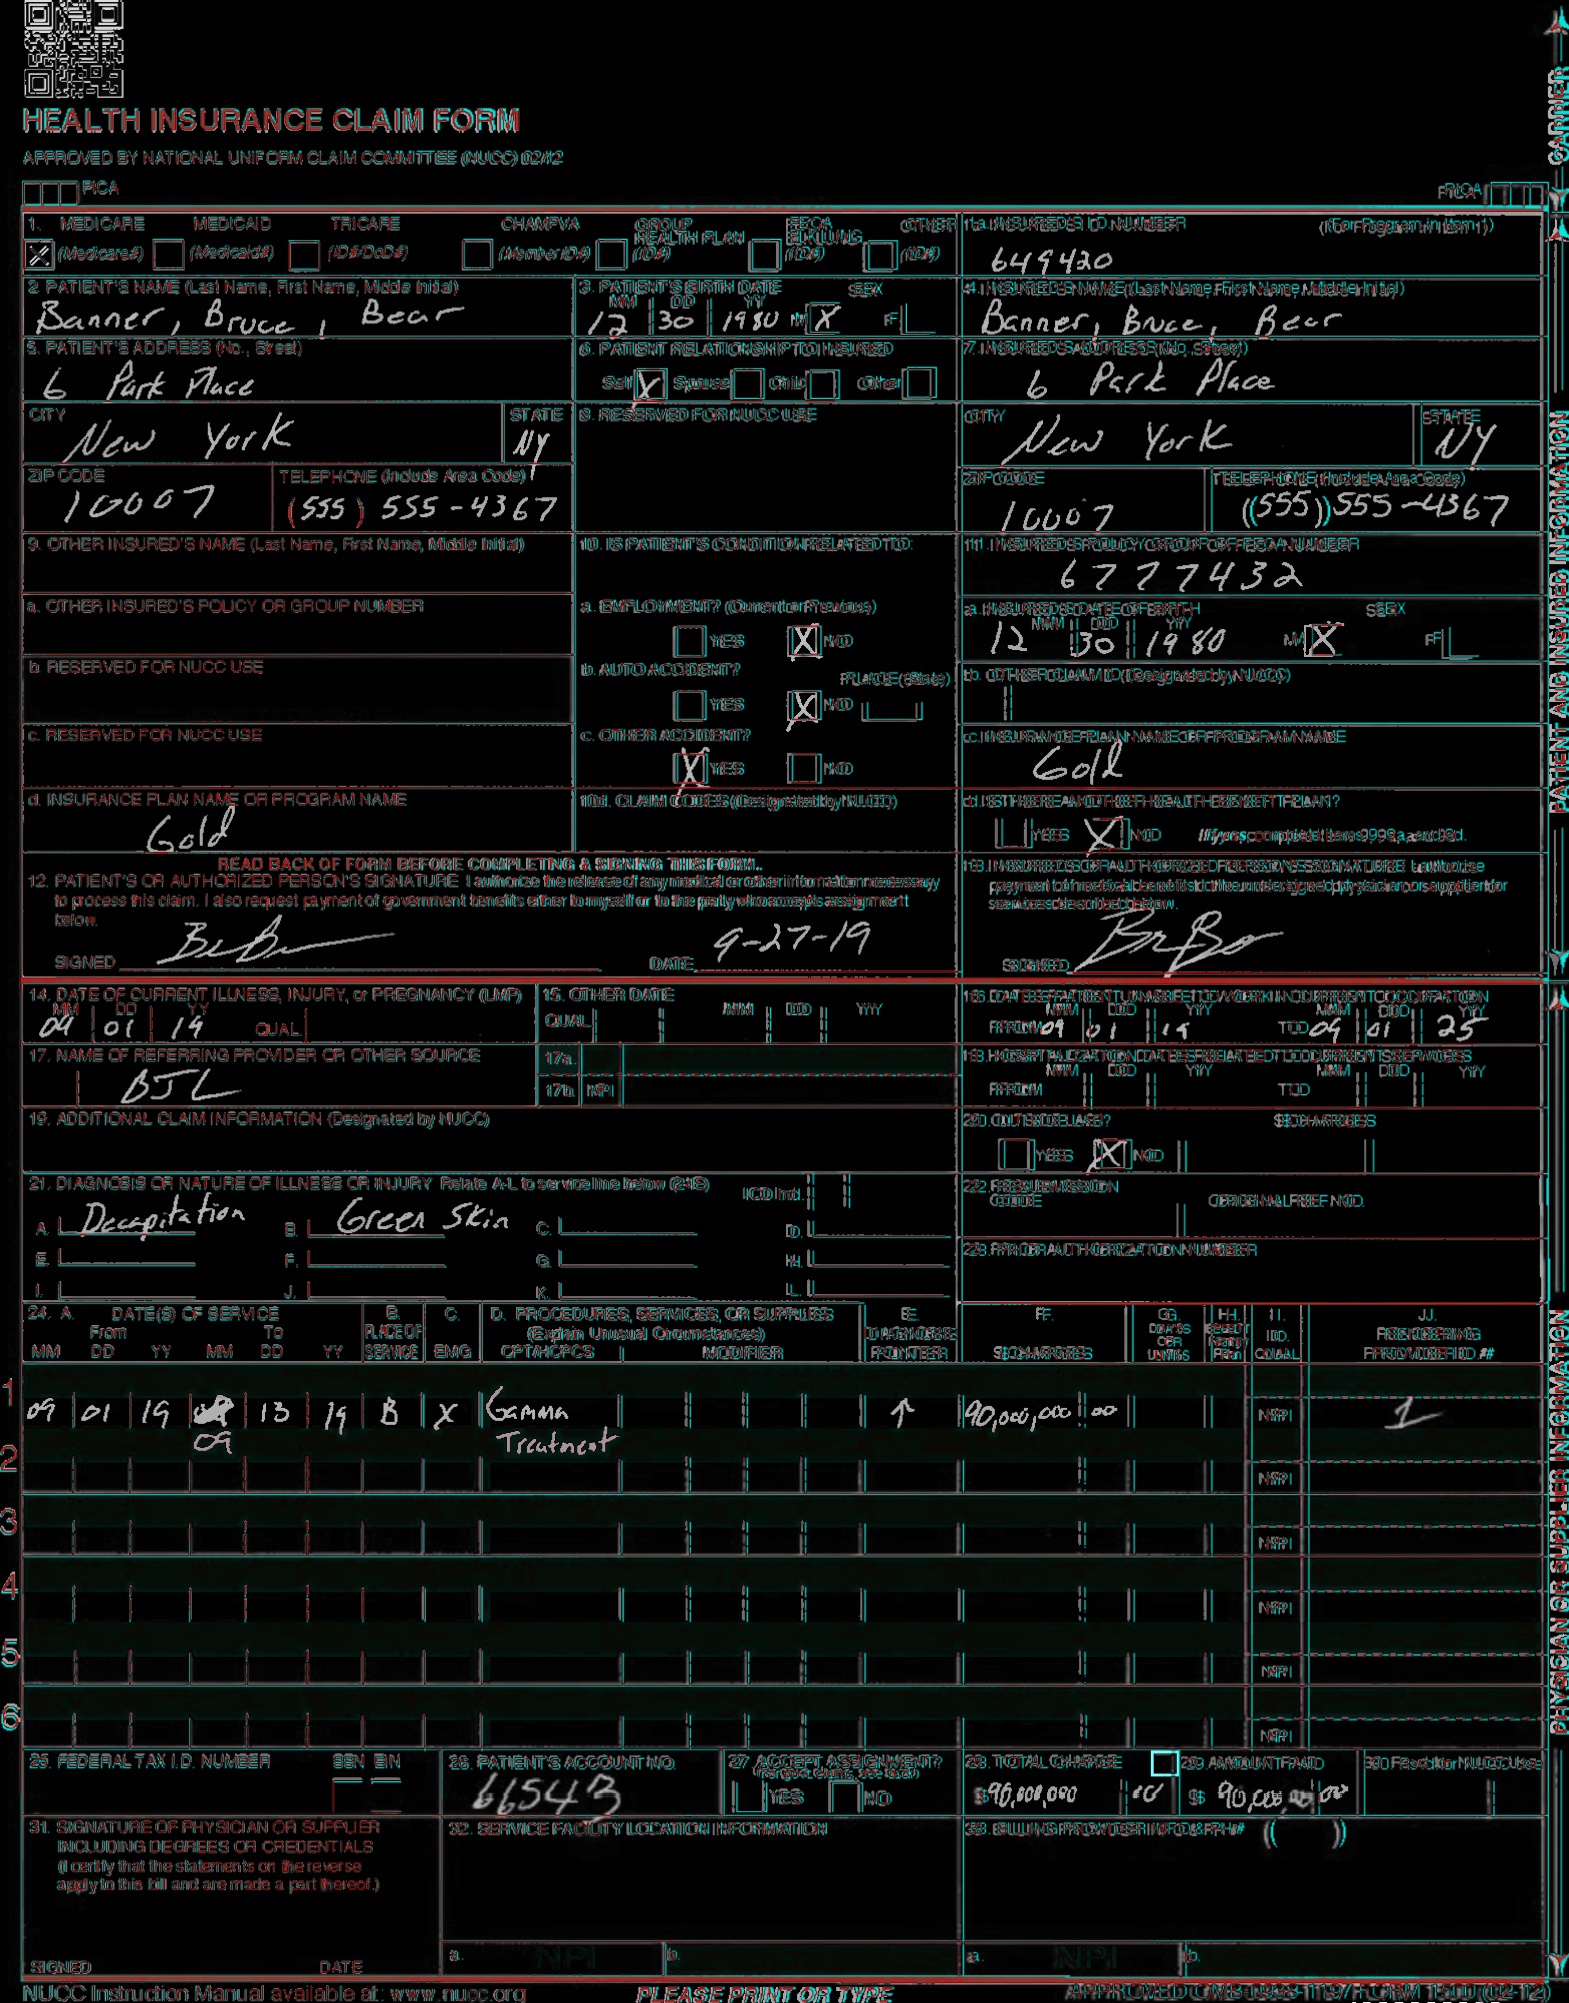 HEALTH INSURANCE CLAIM FORM
APPROVED BY NATIONAL UNIFORM CLAIM COMMITTEE (NUCC) 02/12
PICA
PICA
CARRIER
1. MEDICARE MEDICAID TRICARE CHAMPVA GROUP HEALTH PLAN FECA BLK LUNG OTHER
(Medicare#) (Medicaid#) (ID#/DoD#) (Member ID#) (ID#) (ID#) (ID#)
1a. INSURED'S I.D. NUMBER (For Program in Item 1)
649420
2. PATIENT'S NAME (Last Name, First Name, Middle Initial)
Banner, Bruce, Bear
3. PATIENT'S BIRTH DATE SEX
MM DD YY
12 30 1980 M X F
4. INSURED'S NAME (Last Name, First Name, Middle Initial)
Banner, Bruce, Bear
5. PATIENT'S ADDRESS (No., Street)
6 Park Place
6. PATIENT RELATIONSHIP TO INSURED
Self X Spouse Child Other
7. INSURED'S ADDRESS (No., Street)
6 Park Place
CITY STATE
New York NY
8. RESERVED FOR NUCC USE
CITY STATE
New York NY
ZIP CODE TELEPHONE (Include Area Code)
10007 (555) 555-4367
ZIP CODE TELEPHONE (Include Area Code)
10007 (555) 555-4367
9. OTHER INSURED'S NAME (Last Name, First Name, Middle Initial)
10. IS PATIENT'S CONDITION RELATED TO:
11. INSURED'S POLICY GROUP OR FECA NUMBER
6777432
a. OTHER INSURED'S POLICY OR GROUP NUMBER
a. EMPLOYMENT? (Current or Previous)
YES X NO
a. INSURED'S DATE OF BIRTH SEX
MM DD YY
12 30 1980 M X F
b. RESERVED FOR NUCC USE
b. AUTO ACCIDENT? PLACE (State)
YES X NO
b. OTHER CLAIM ID (Designated by NUCC)
c. RESERVED FOR NUCC USE
c. OTHER ACCIDENT?
X YES NO
c. INSURANCE PLAN NAME OR PROGRAM NAME
Gold
d. INSURANCE PLAN NAME OR PROGRAM NAME
Gold
10d. CLAIM CODES (Designated by NUCC)
d. IS THERE ANOTHER HEALTH BENEFIT PLAN?
YES X NO If yes, complete items 9, 9a, and 9d.
READ BACK OF FORM BEFORE COMPLETING & SIGNING THIS FORM.
12. PATIENT'S OR AUTHORIZED PERSON'S SIGNATURE I authorize the release of any medical or other information necessary
to process this claim. I also request payment of government benefits either to myself or to the party who accepts assignment
below.
SIGNED DATE 9-27-19
13. INSURED'S OR AUTHORIZED PERSON'S SIGNATURE I authorize
payment of medical benefits to the undersigned physician or supplier for
services described below.
SIGNED
PATIENT AND INSURED INFORMATION
14. DATE OF CURRENT ILLNESS, INJURY, or PREGNANCY (LMP)
MM DD YY
09 01 19 QUAL.
15. OTHER DATE
QUAL. MM DD YY
16. DATES PATIENT UNABLE TO WORK IN CURRENT OCCUPATION
MM DD YY MM DD YY
FROM 09 01 19 TO 09 01 25
17. NAME OF REFERRING PROVIDER OR OTHER SOURCE
BJL
17a.
17b. NPI
18. HOSPITALIZATION DATES RELATED TO CURRENT SERVICES
MM DD YY MM DD YY
FROM TO
19. ADDITIONAL CLAIM INFORMATION (Designated by NUCC)
20. OUTSIDE LAB? $ CHARGES
YES X NO
21. DIAGNOSIS OR NATURE OF ILLNESS OR INJURY Relate A-L to service line below (24E) ICD Ind.
A. Decapitation B. Green Skin C. D.
E. F. G. H.
I. J. K. L.
22. RESUBMISSION CODE ORIGINAL REF. NO.
23. PRIOR AUTHORIZATION NUMBER
24. A. DATE(S) OF SERVICE B. C. D. PROCEDURES, SERVICES, OR SUPPLIES E. F. G. H. I. J.
From To PLACE OF SERVICE EMG (Explain Unusual Circumstances) DIAGNOSIS POINTER $ CHARGES DAYS OR UNITS EPSDT Family Plan ID. QUAL. RENDERING PROVIDER ID. #
MM DD YY MM DD YY CPT/HCPCS MODIFIER
1 09 01 19 09 13 19 B X Gamma Treatment ↑ 90,000,000 00 NPI 1
2 NPI
3 NPI
4 NPI
5 NPI
6 NPI
25. FEDERAL TAX I.D. NUMBER SSN EIN
26. PATIENT'S ACCOUNT NO.
66543
27. ACCEPT ASSIGNMENT?
(For govt. claims, see back)
YES NO
28. TOTAL CHARGE
$ 90,000,000 00
29. AMOUNT PAID
$ 90,000,000 00
30. Rsvd for NUCC Use
31. SIGNATURE OF PHYSICIAN OR SUPPLIER
INCLUDING DEGREES OR CREDENTIALS
(I certify that the statements on the reverse
apply to this bill and are made a part thereof.)
SIGNED DATE
32. SERVICE FACILITY LOCATION INFORMATION
a. NPI b.
33. BILLING PROVIDER INFO & PH # ( )
a. NPI b.
PHYSICIAN OR SUPPLIER INFORMATION
NUCC Instruction Manual available at: www.nucc.org
PLEASE PRINT OR TYPE
APPROVED OMB-0938-1197 FORM 1500 (02-12)